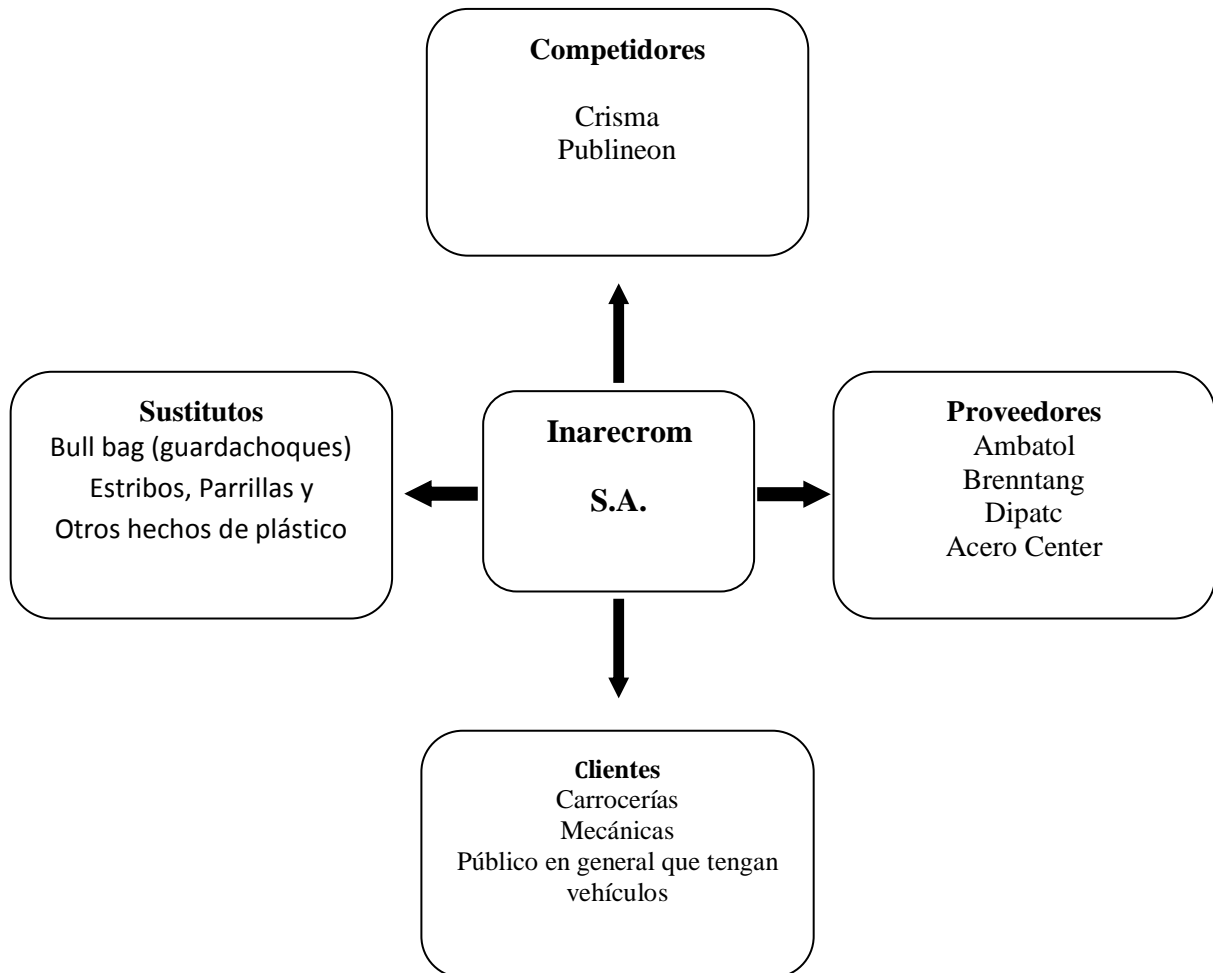 Competidores
Crisma
Publineon
Sustitutos
Bull bag (guardachoques)
Estribos, Parrillas y
Otros hechos de plástico
Inarecrom
S.A.
Proveedores
Ambatol
Brenntang
Dipatc
Acero Center
Clientes
Carrocerías
Mecánicas
Público en general que tengan
vehículos